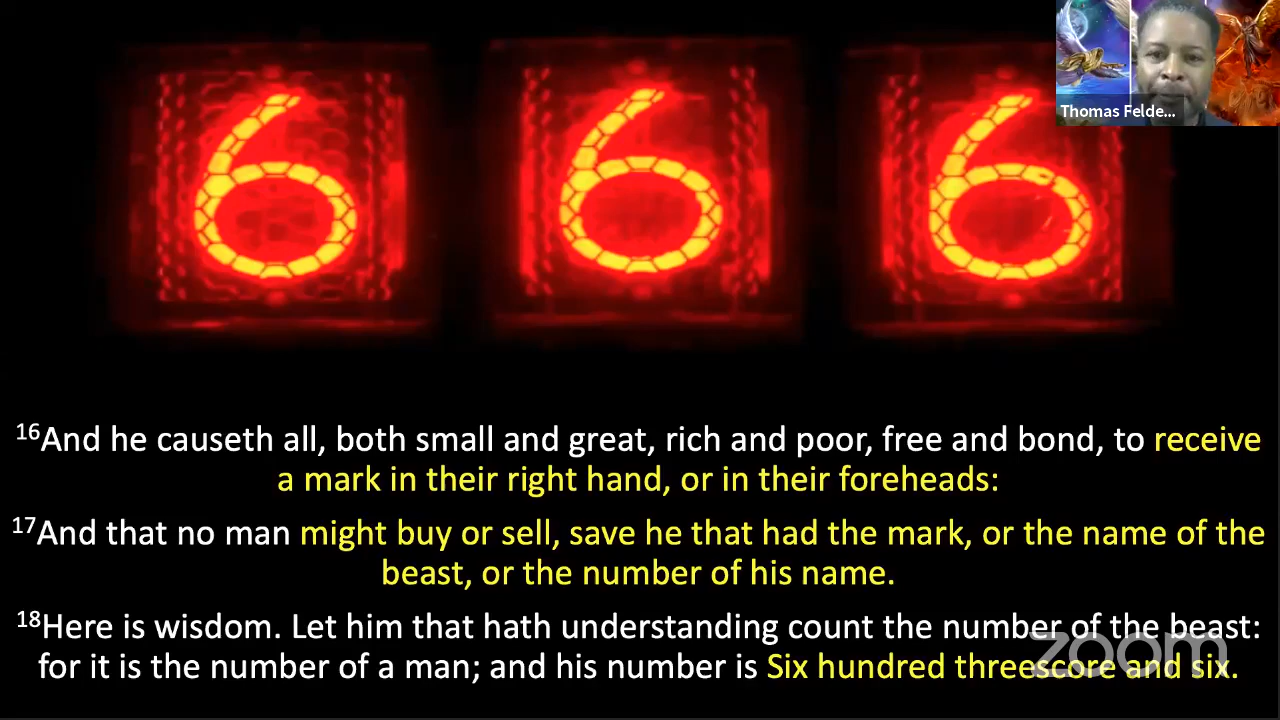 6 6 6
Thomas Felde...
16And he causeth all, both small and great, rich and poor, free and bond, to receive
a mark in their right hand, or in their foreheads:
17And that no man might buy or sell, save he that had the mark, or the name of the
beast, or the number of his name.
18Here is wisdom. Let him that hath understanding count the number of the beast:
for it is the number of a man; and his number is Six hundred threescore and six.
zoom